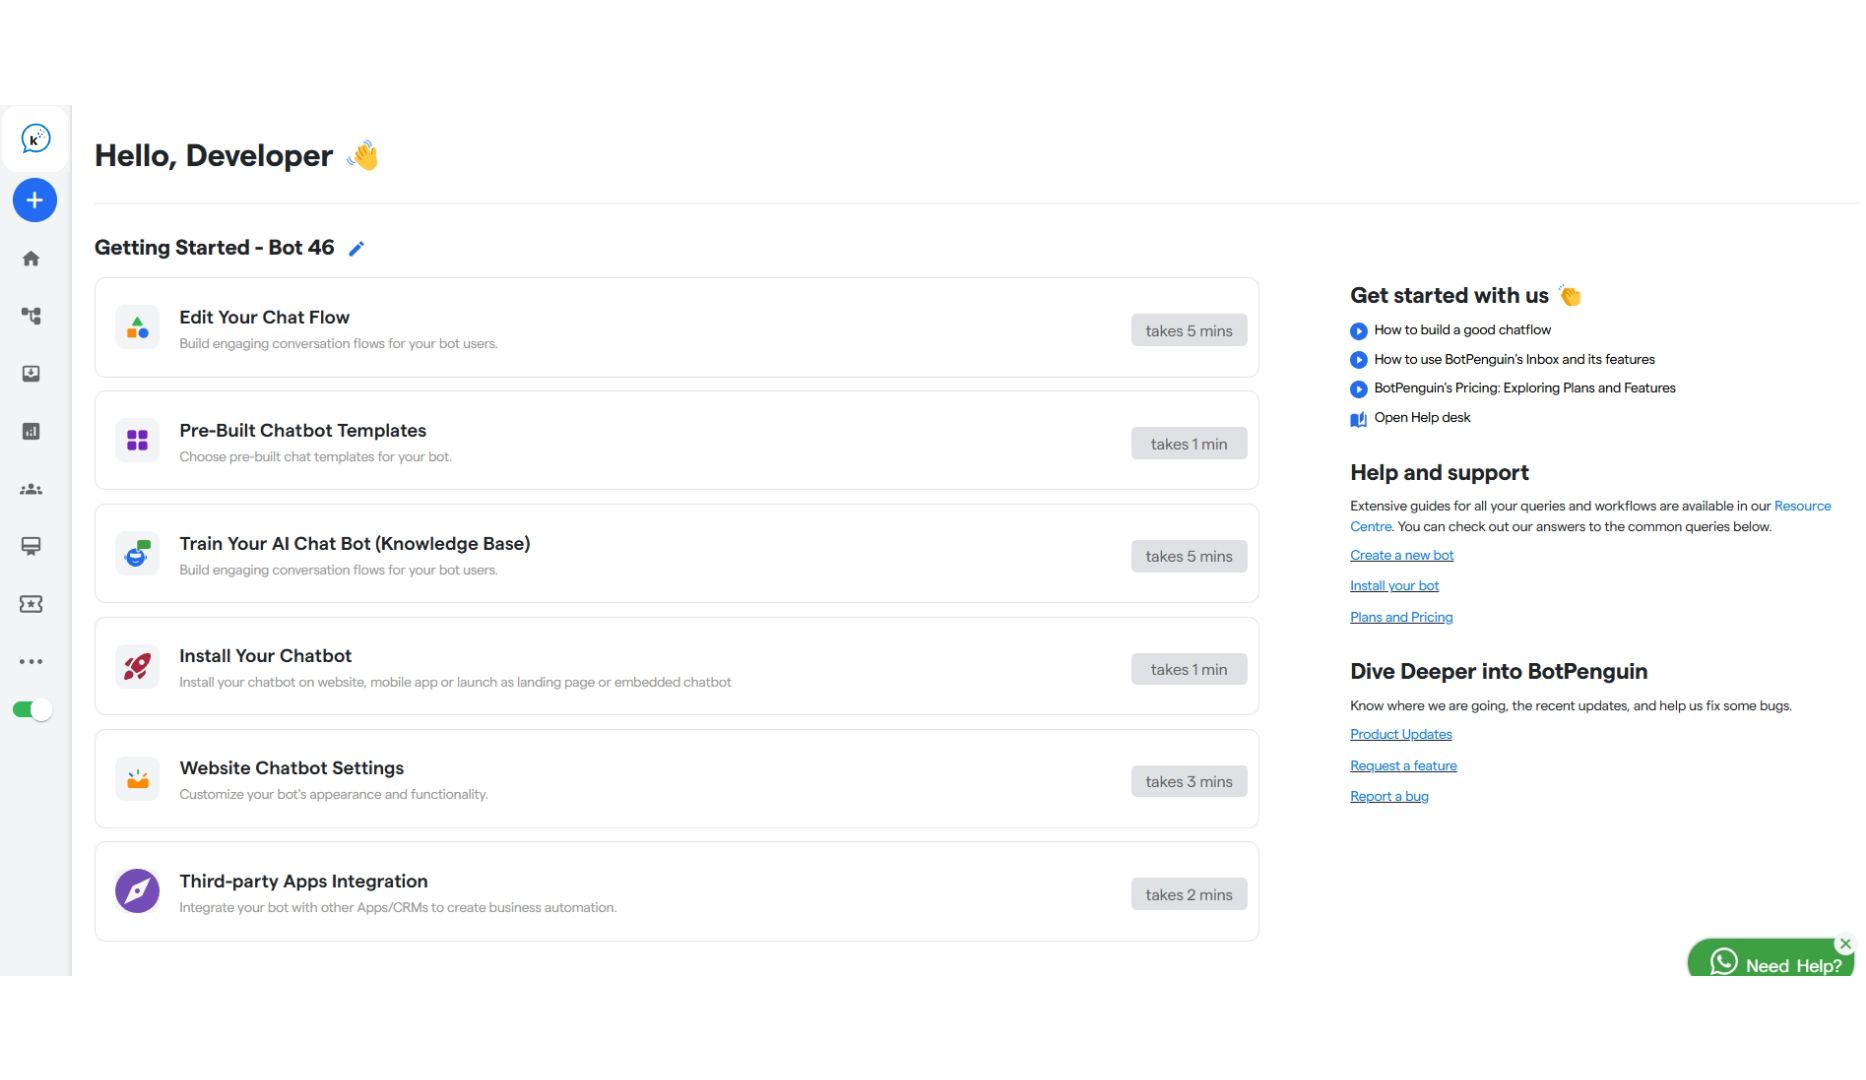 k
Hello, Developer
Getting Started - Bot 46
Edit Your Chat Flow
Build engaging conversation flows for your bot users.
takes 5 mins
Pre-Built Chatbot Templates
Choose pre-built chat templates for your bot.
takes 1 min
Train Your AI Chat Bot (Knowledge Base)
Build engaging conversation flows for your bot users.
takes 5 mins
Install Your Chatbot
Install your chatbot on website, mobile app or launch as landing page or embedded chatbot
takes 1 min
Website Chatbot Settings
Customize your bot's appearance and functionality.
takes 3 mins
Third-party Apps Integration
Integrate your bot with other Apps/CRMs to create business automation.
takes 2 mins
Get started with us
How to build a good chatflow
How to use BotPenguin's Inbox and its features
BotPenguin's Pricing: Exploring Plans and Features
Open Help desk
Help and support
Extensive guides for all your queries and workflows are available in our Resource
Centre. You can check out our answers to the common queries below.
Create a new bot
Install your bot
Plans and Pricing
Dive Deeper into BotPenguin
Know where we are going, the recent updates, and help us fix some bugs.
Product Updates
Request a feature
Report a bug
Need Help?